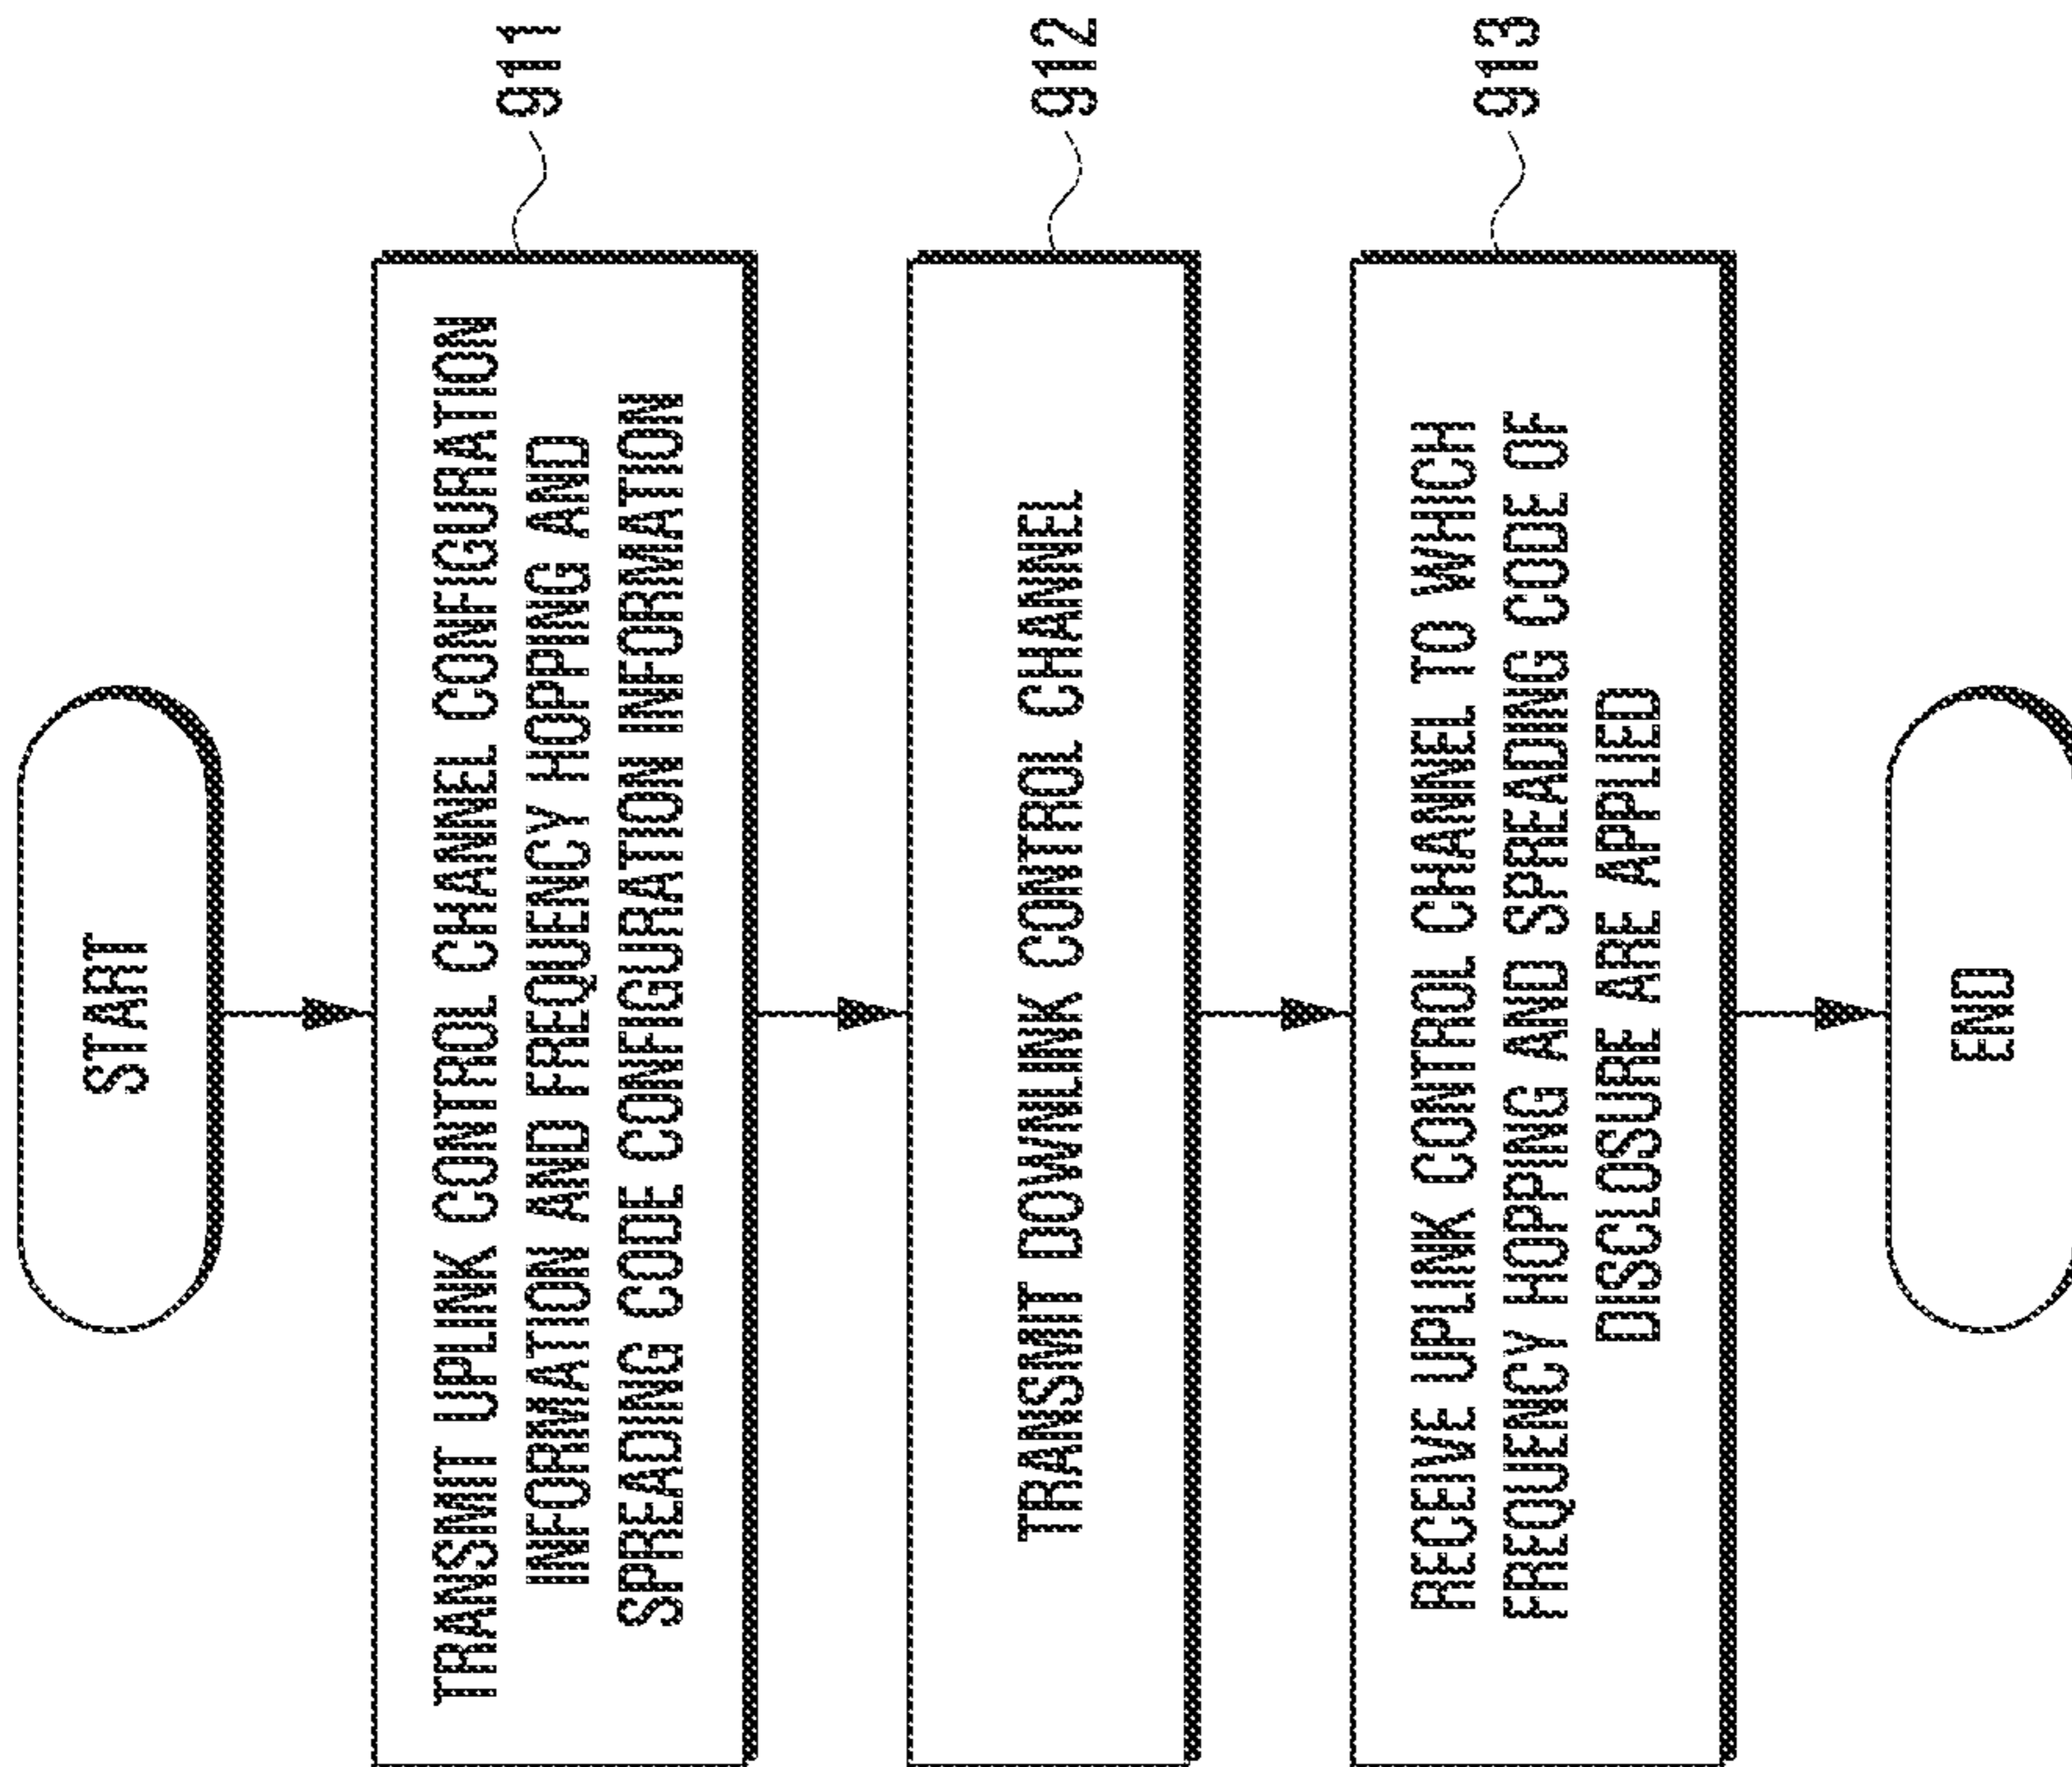 START
TRANSMIT UPLINK CONTROL CHANNEL CONFIGURATION
INFORMATION AND FREQUENCY HOPPING AND
SPREADING CODE CONFIGURATION INFORMATION
911
TRANSMIT DOWNLINK CONTROL CHANNEL
912
RECEIVE UPLINK CONTROL CHANNEL TO WHICH
FREQUENCY HOPPING AND SPREADING CODE OF
DISCLOSURE ARE APPLIED
913
END